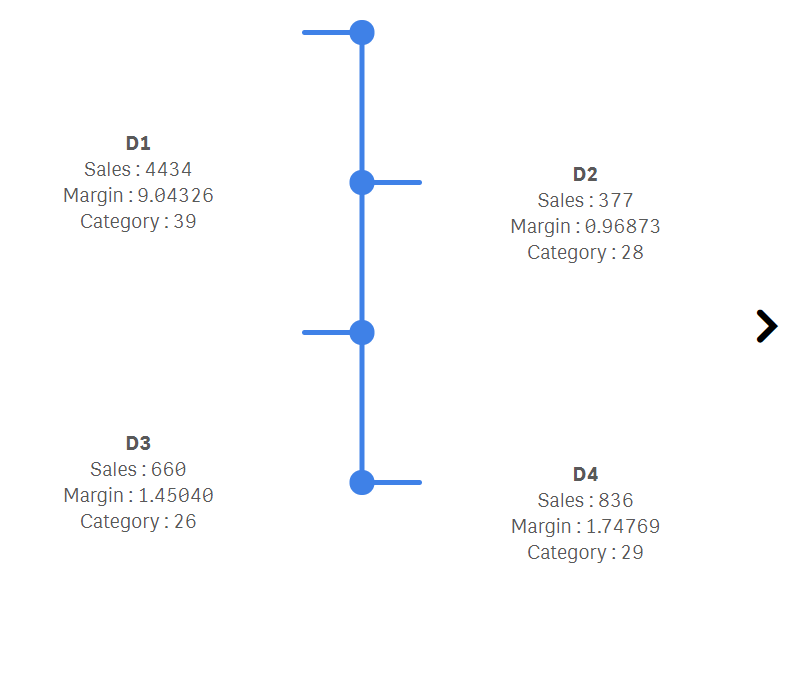 D1
Sales : 4434
Margin : 9.04326
Category : 39
D2
Sales : 377
Margin : 0.96873
Category : 28
D3
Sales : 660
Margin : 1.45040
Category : 26
D4
Sales : 836
Margin : 1.74769
Category : 29